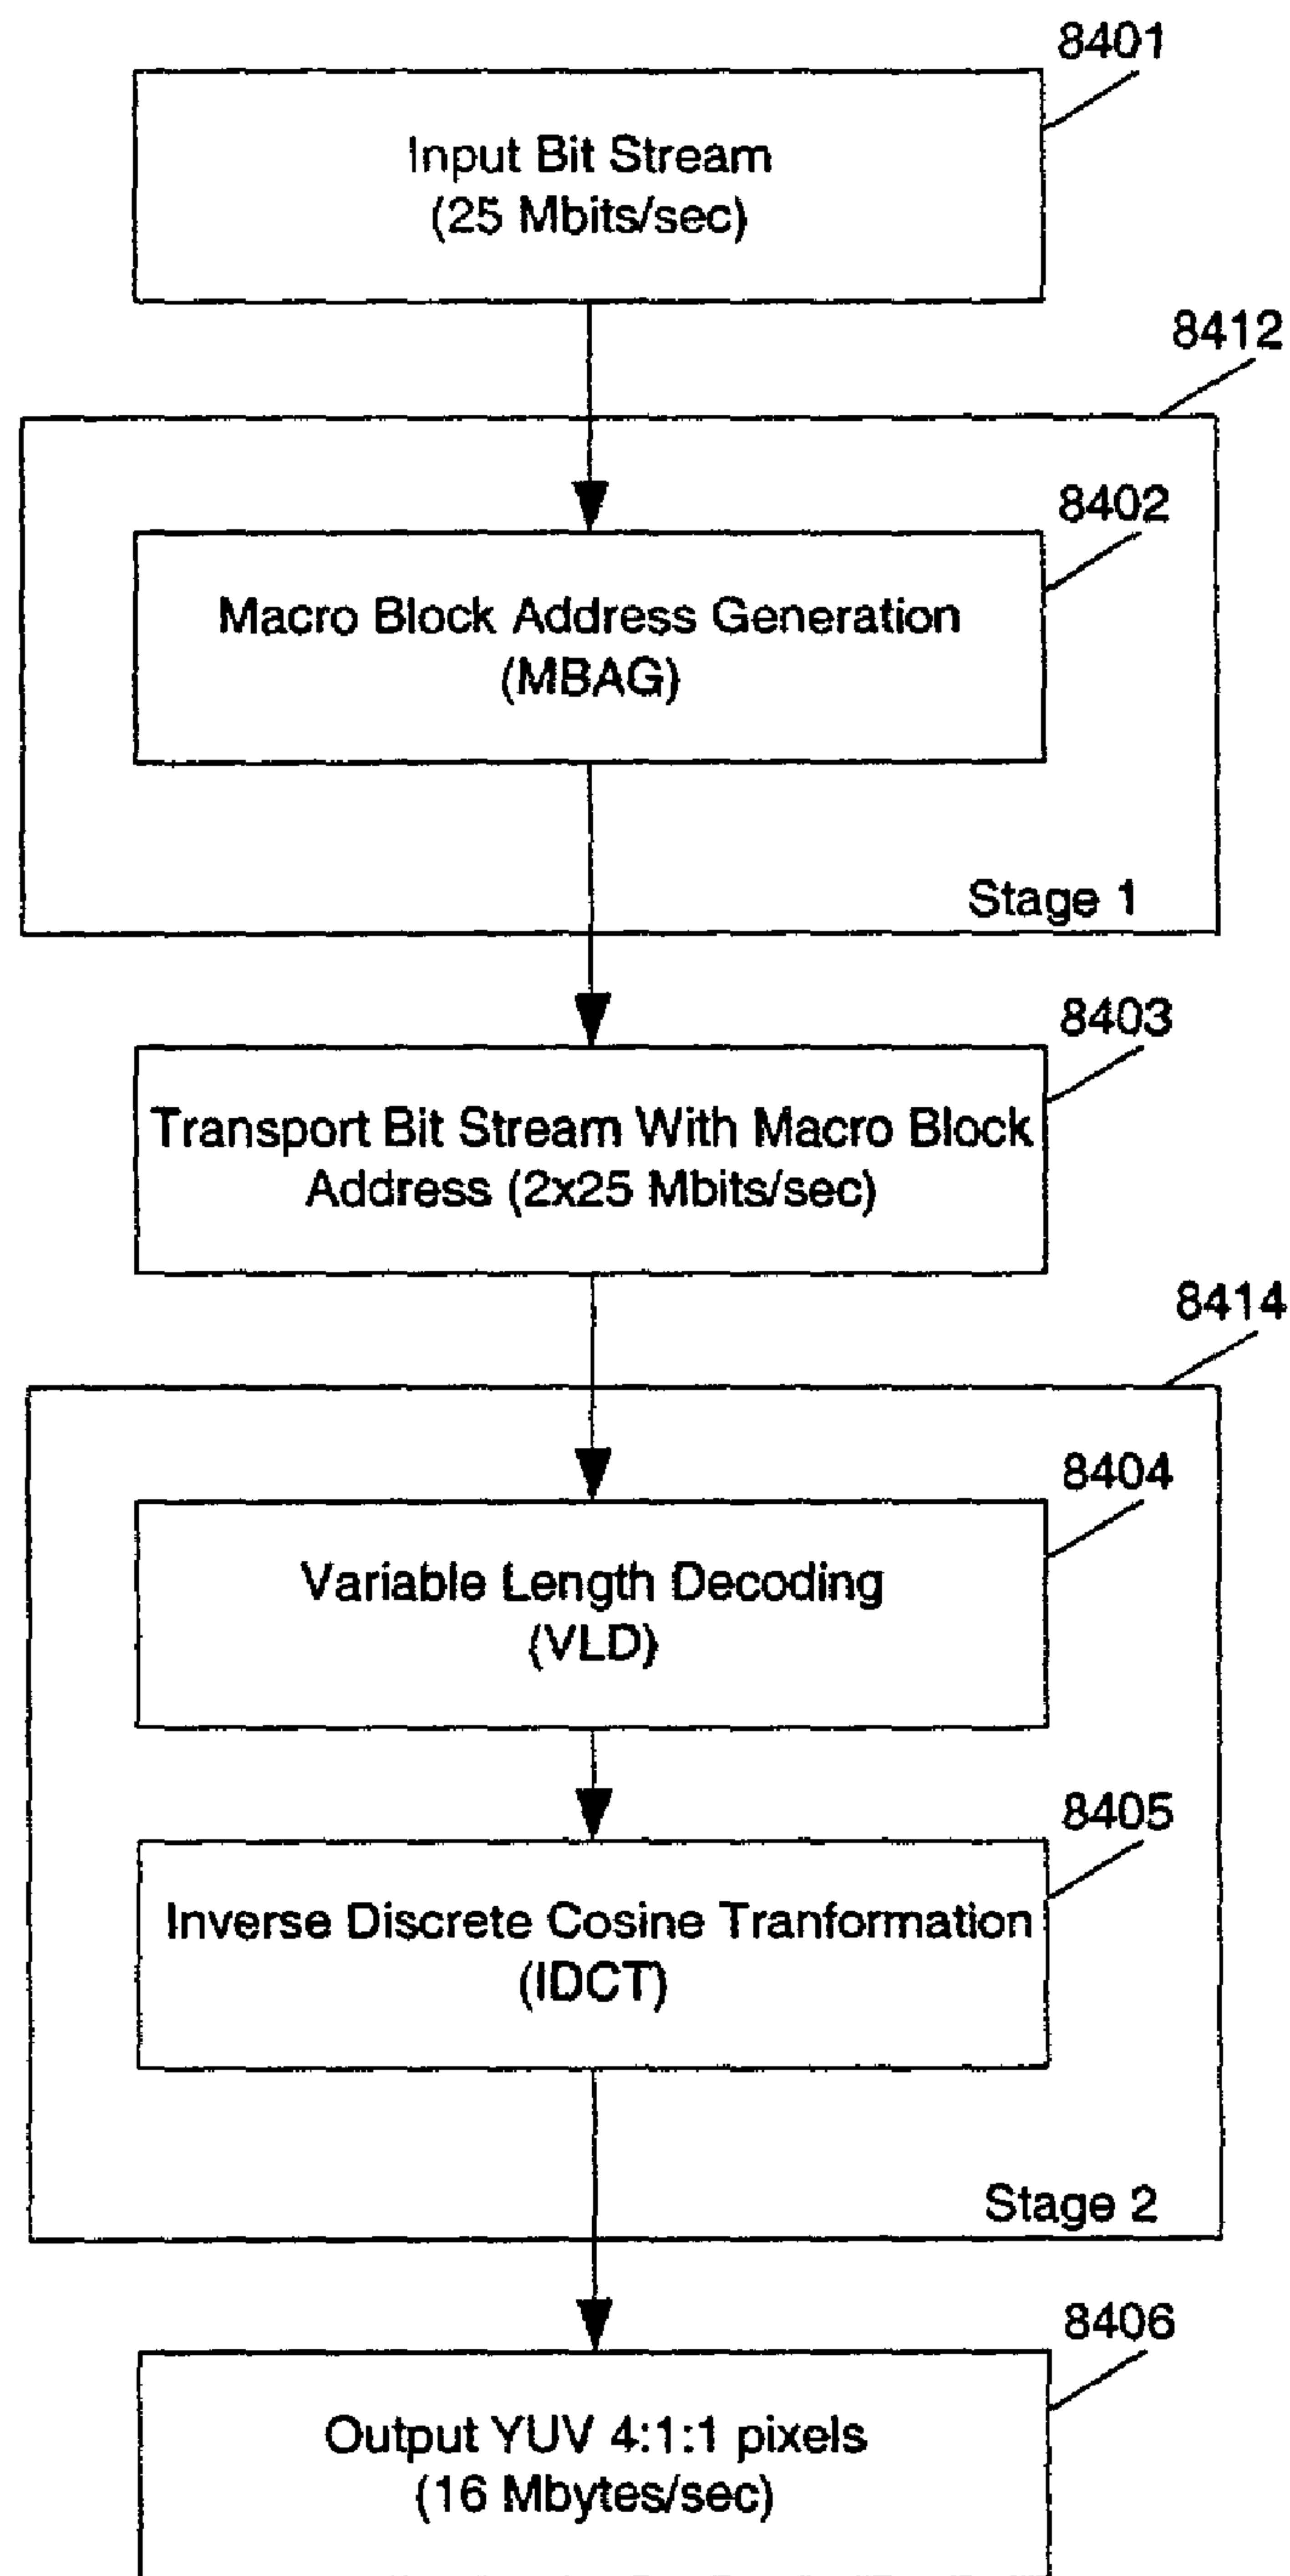 8401
Input Bit Stream
(25 Mbits/sec)
8412
8402
Macro Block Address Generation
(MBAG)
Stage 1
8403
Transport Bit Stream With Macro Block
Address (2x25 Mbits/sec)
8414
8404
Variable Length Decoding
(VLD)
8405
Inverse Discrete Cosine Tranformation
(IDCT)
Stage 2
8406
Output YUV 4:1:1 pixels
(16 Mbytes/sec)